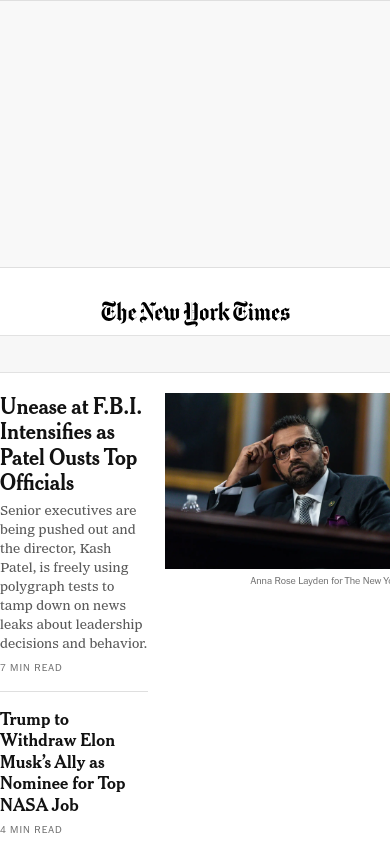 The New York Times
Unease at F.B.I.
Intensifies as
Patel Ousts Top
Officials
Senior executives are
being pushed out and
the director, Kash
Patel, is freely using
polygraph tests to
tamp down on news
leaks about leadership
decisions and behavior.
7 MIN READ
Anna Rose Layden for The New Yo
Trump to
Withdraw Elon
Musk’s Ally as
Nominee for Top
NASA Job
4 MIN READ